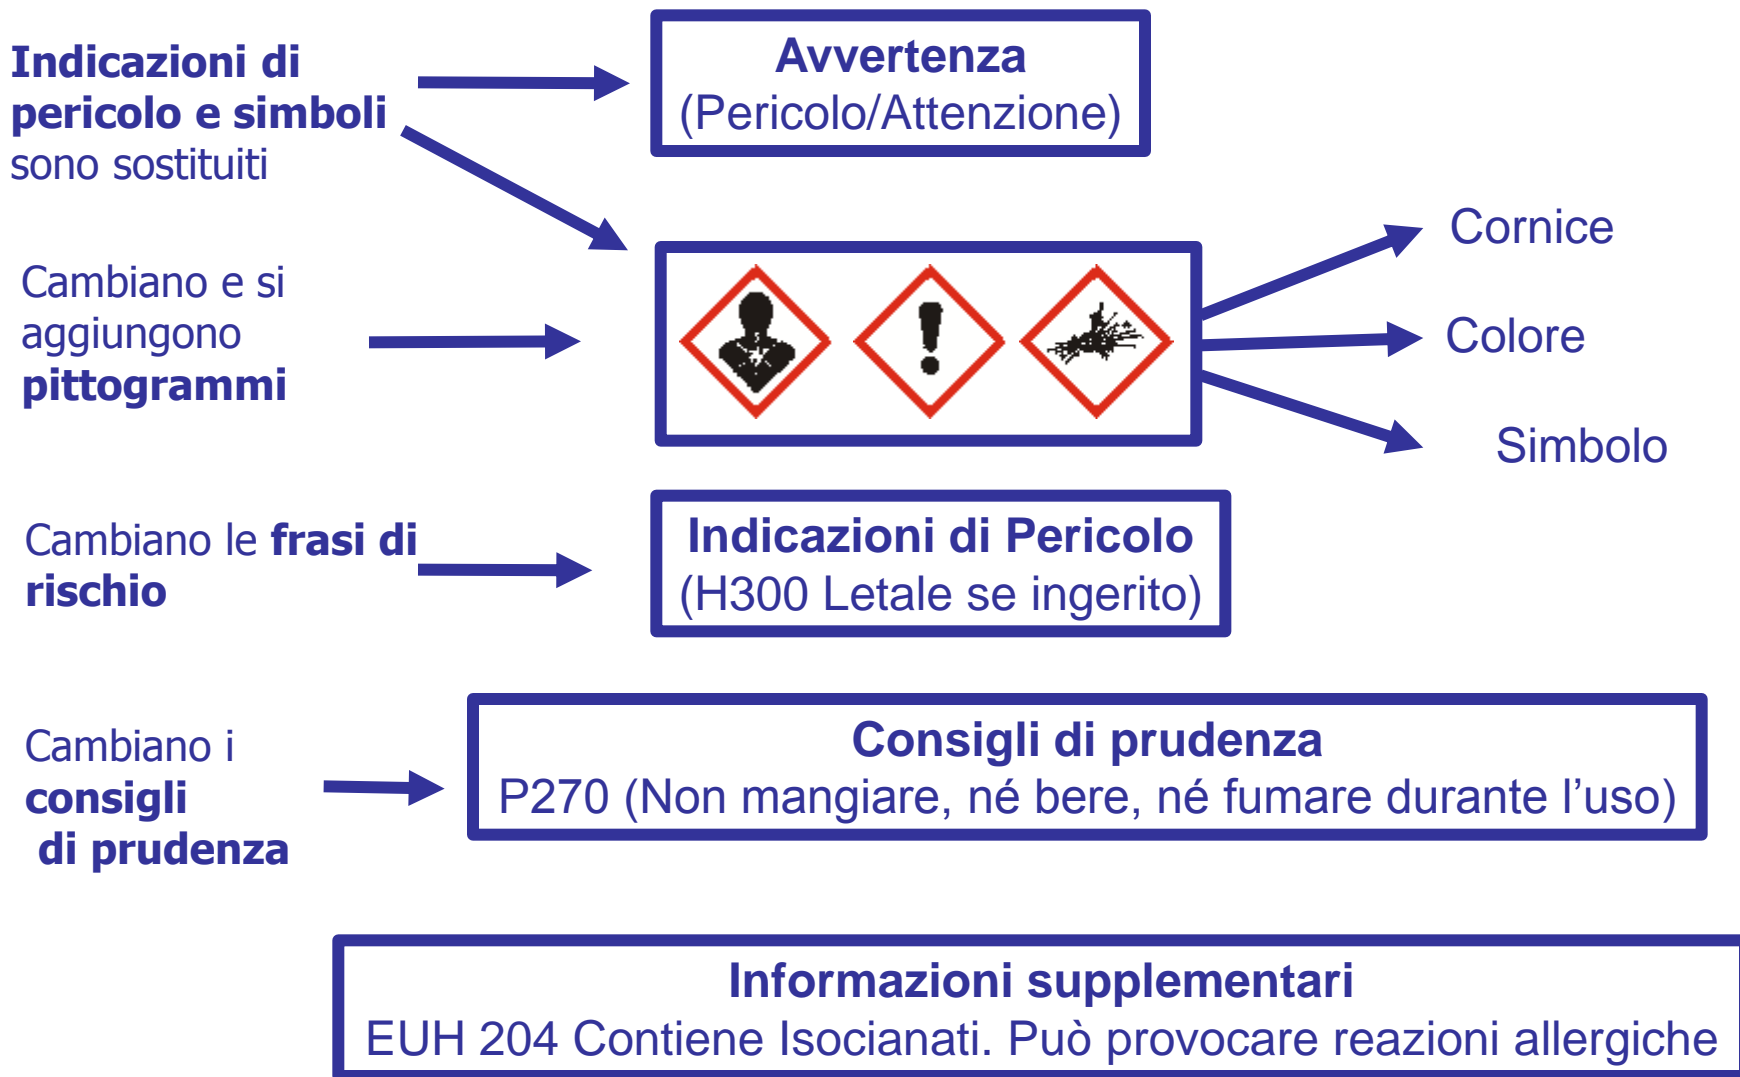 Indicazioni di
pericolo e simboli
sono sostituiti
Avvertenza
(Pericolo/Attenzione)
Cambiano e si
aggiungono
pittogrammi
Cornice
Colore
Simbolo
Cambiano le frasi di
rischio
Indicazioni di Pericolo
(H300 Letale se ingerito)
Cambiano i
consigli
di prudenza
Consigli di prudenza
P270 (Non mangiare, né bere, né fumare durante l'uso)
Informazioni supplementari
EUH 204 Contiene Isocianati. Può provocare reazioni allergiche